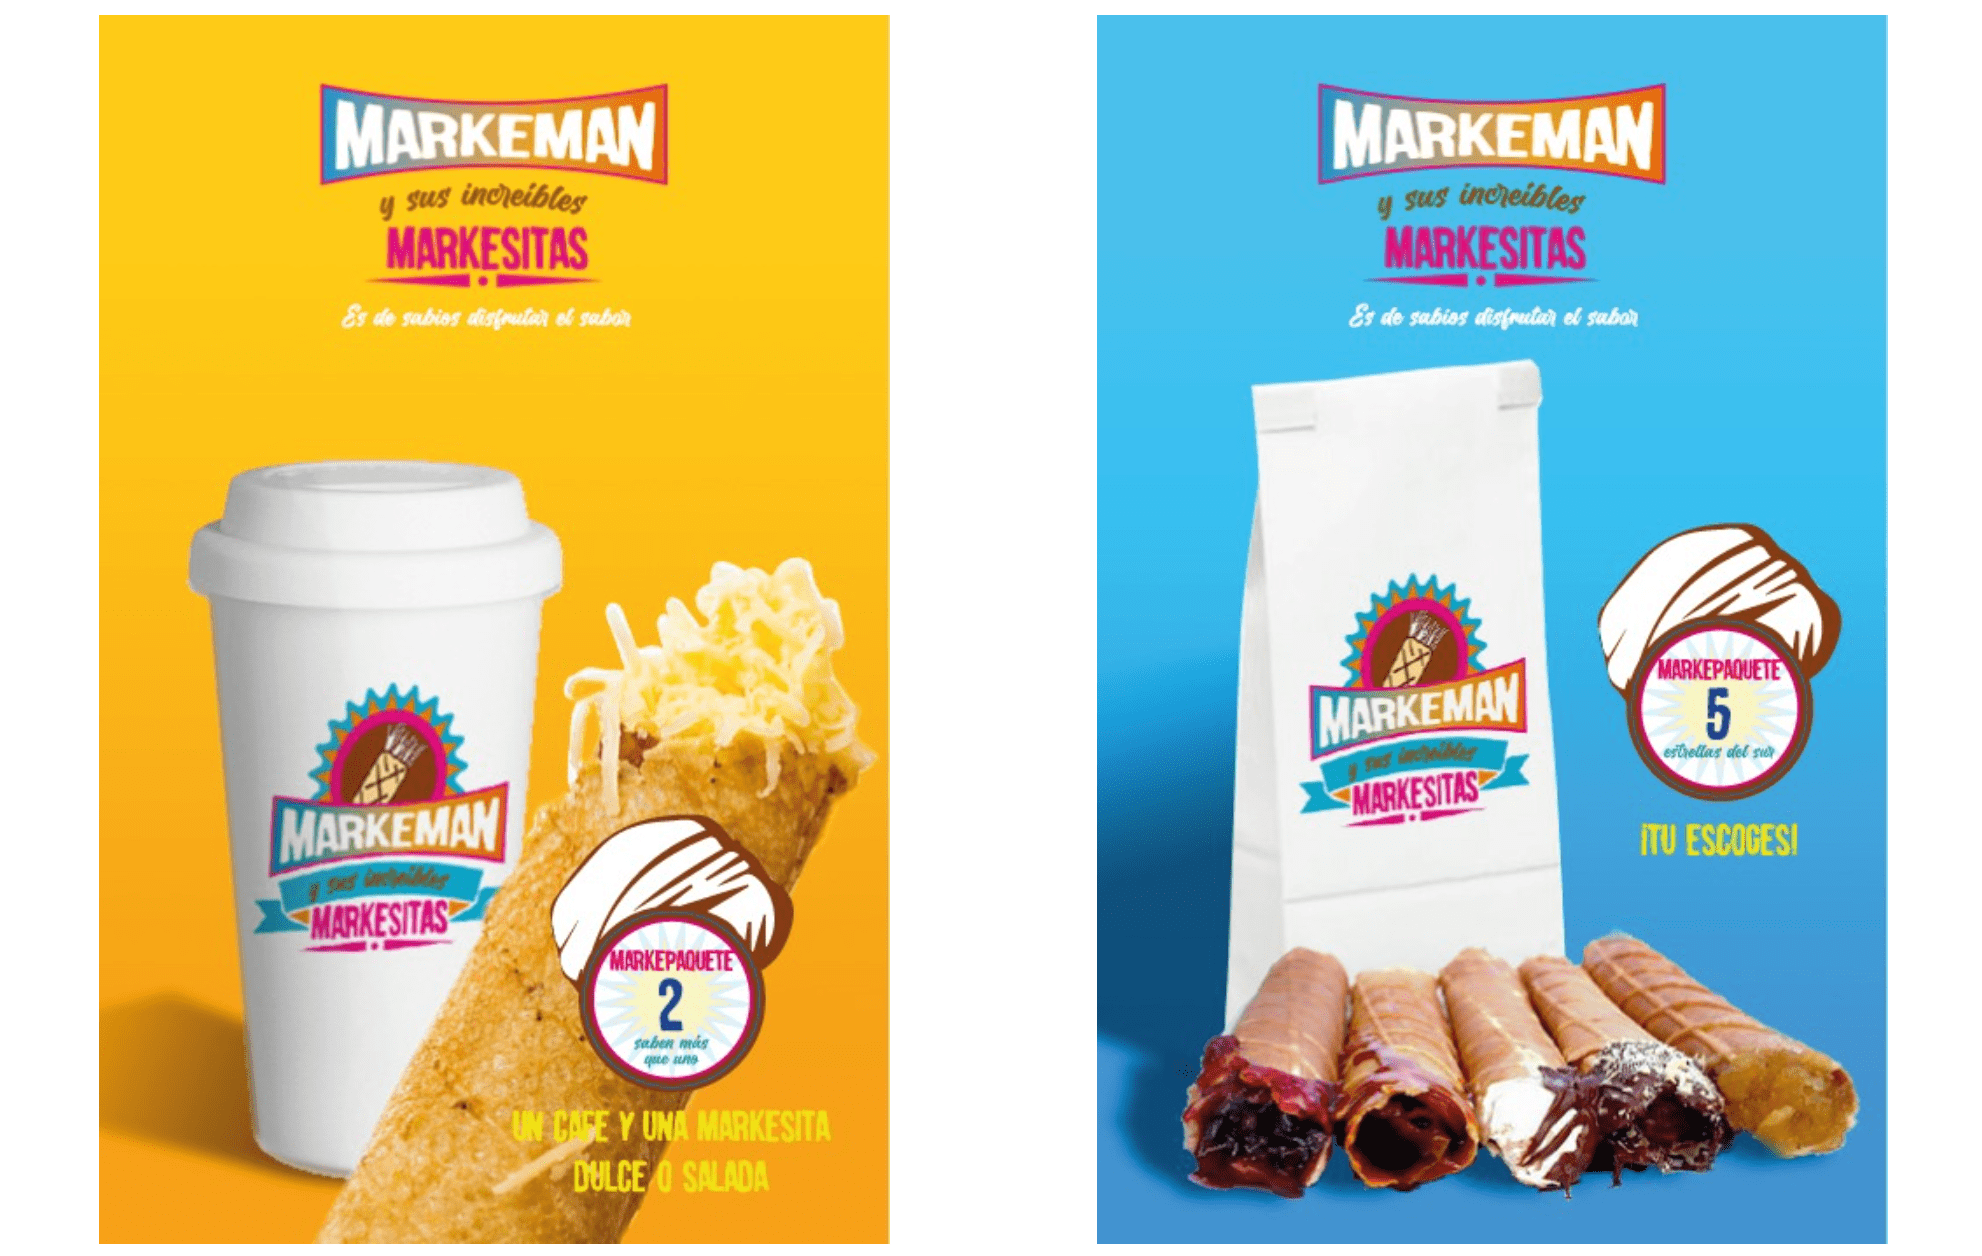 MARKEMAN
y sus increíbles
MARKESITAS
Es de sabios disfrutar el sabor
MARKEMAN
y sus increíbles
MARKESITAS
MARKEPAQUETE
2
saben más
que uno
UN CAFE Y UNA MARKESITA
DULCE O SALADA
MARKEMAN
y sus increíbles
MARKESITAS
Es de sabios disfrutar el sabor
MARKEMAN
y sus increíbles
MARKESITAS
MARKEPAQUETE
5
estrellas del sur
¡TU ESCOGES!